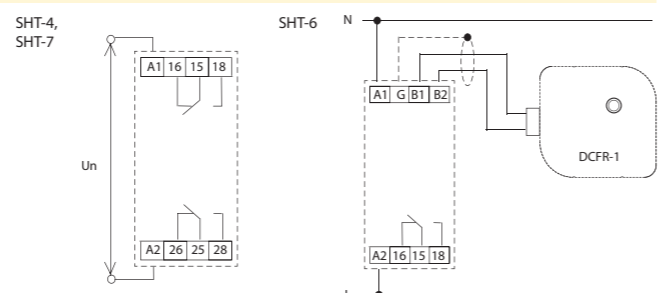 SHT-4,
SHT-7
A1 16 15 18
Un
A2 26 25 28
SHT-6
N
A1 G B1 B2
DCFR-1
A2 16 15 18